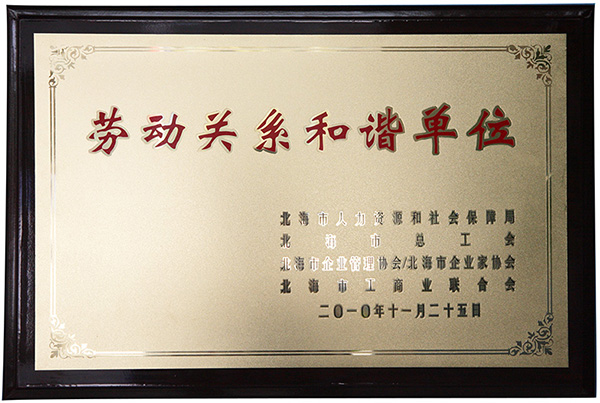 劳动关系和谐单位
北海市人力资源和社会保障局
北海市总工会
北海市企业管理协会/北海市企业家协会
北海市工商业联合会
二〇一〇年十一月二十五日